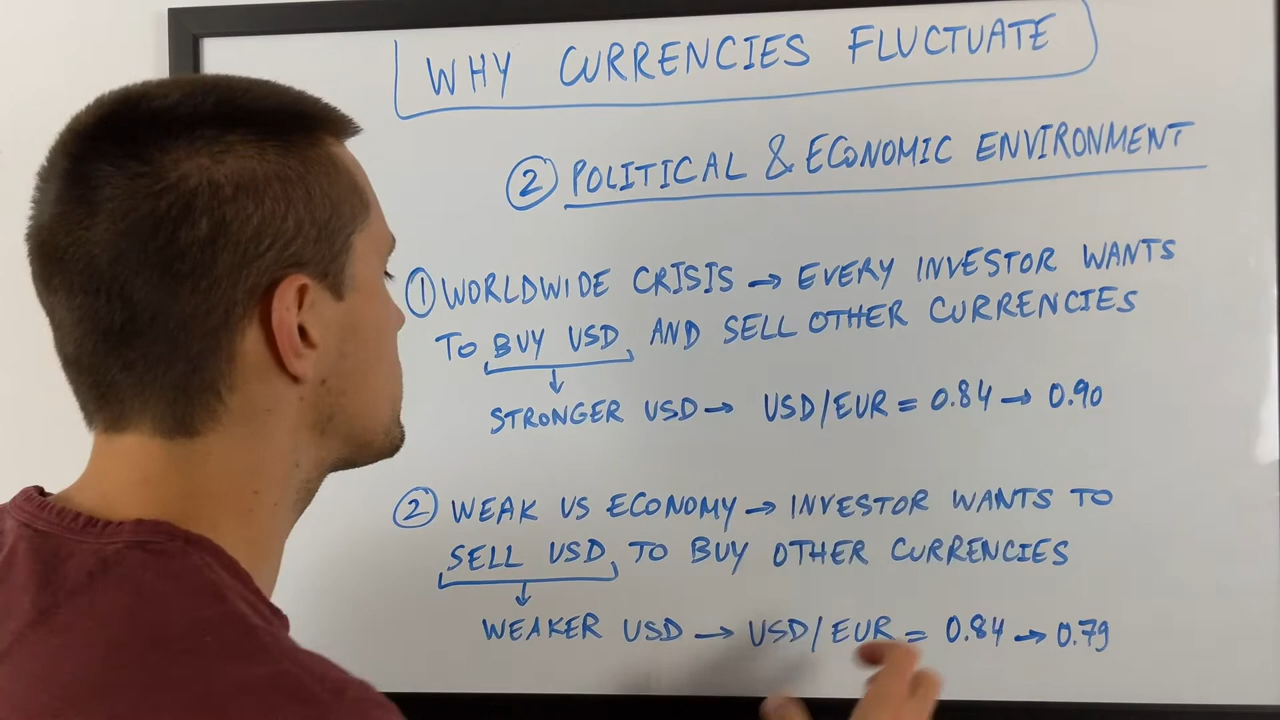 WHY CURRENCIES FLUCTUATE
② POLITICAL & ECONOMIC ENVIRONMENT
① WORLDWIDE CRISIS → EVERY INVESTOR WANTS
TO BUY USD AND SELL OTHER CURRENCIES
↓
STRONGER USD → USD/EUR = 0.84 → 0.90
② WEAK US ECONOMY → INVESTOR WANTS TO
SELL USD TO BUY OTHER CURRENCIES
↓
WEAKER USD → USD/EUR = 0.84 → 0.79